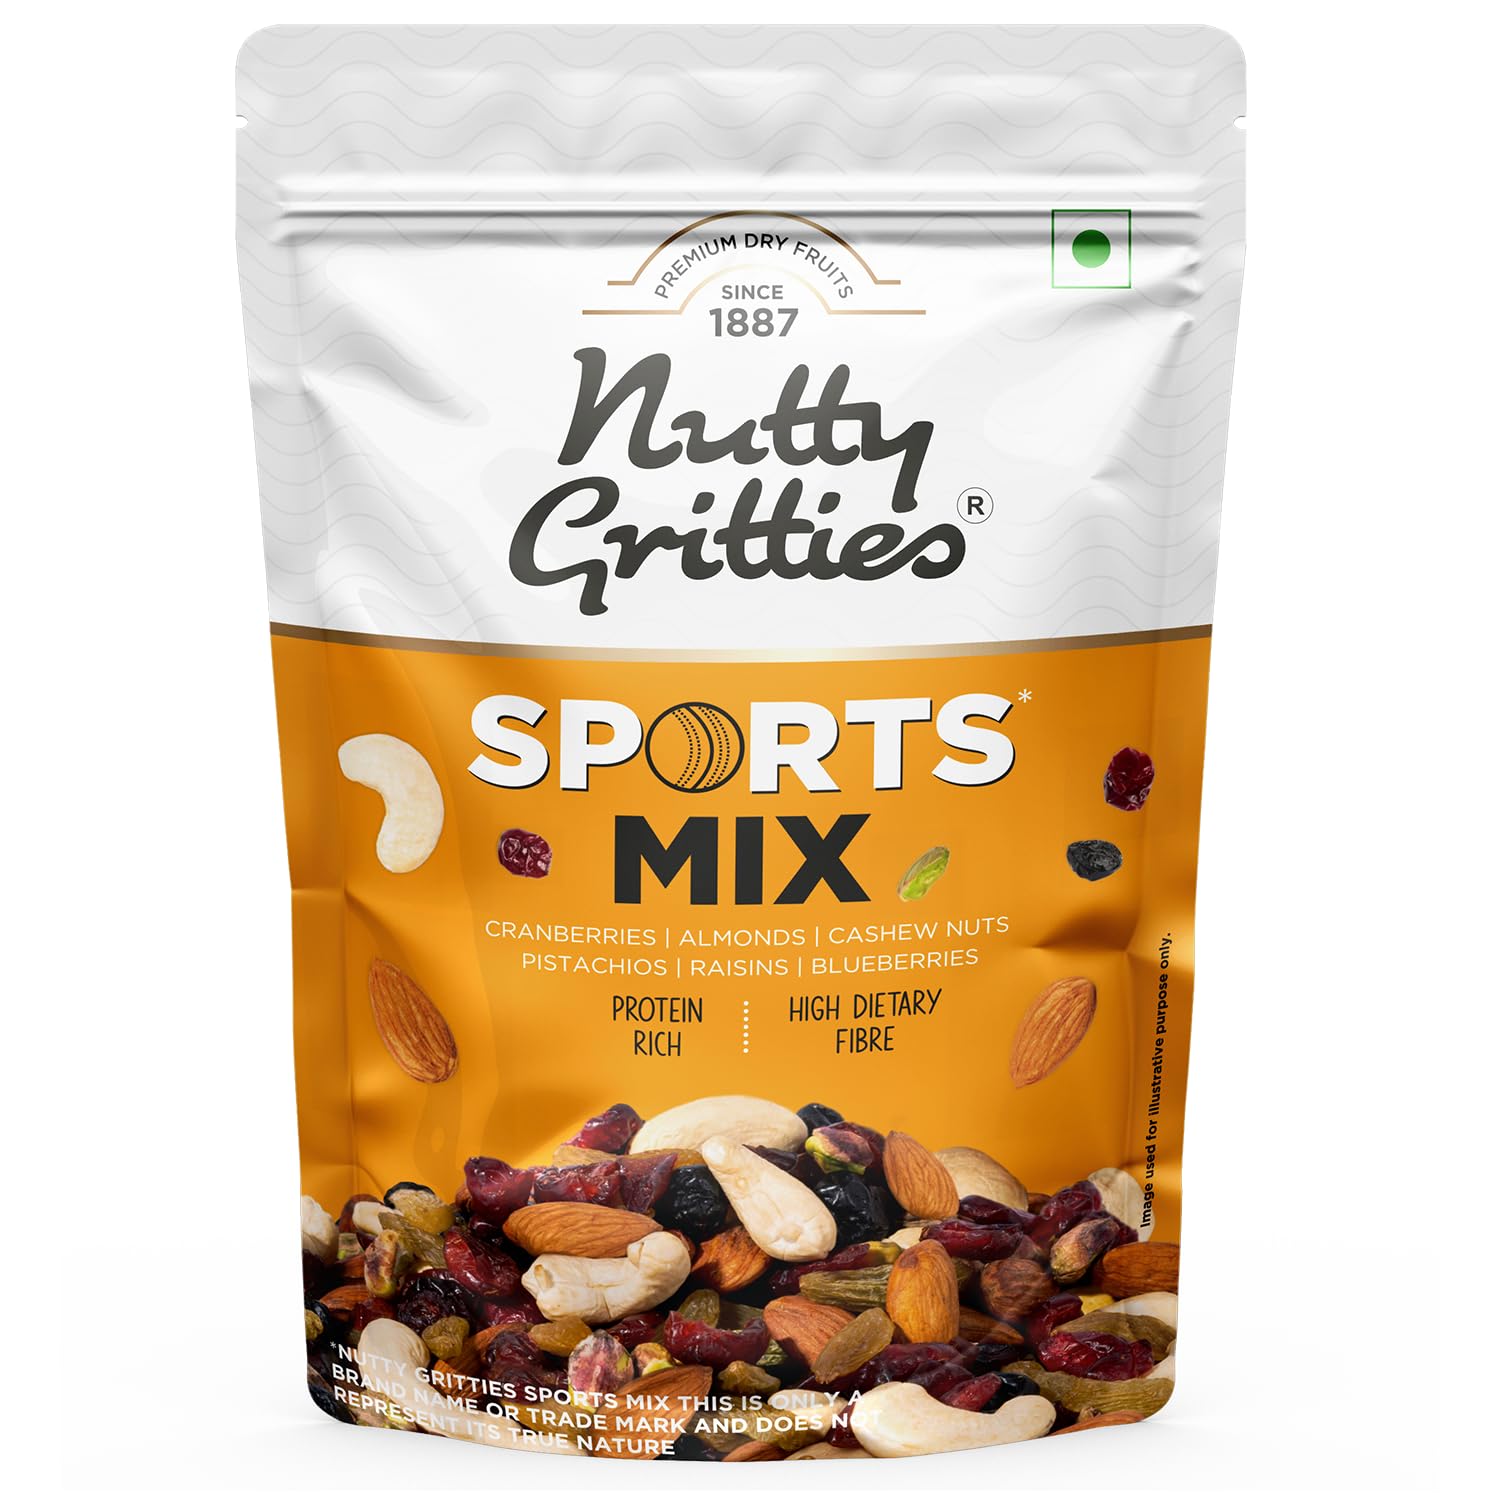 PREMIUM DRY FRUITS
SINCE
1887
Nutty
Gritties®
SPORTS*
MIX
CRANBERRIES | ALMONDS | CASHEW NUTS
PISTACHIOS | RAISINS | BLUEBERRIES
PROTEIN
RICH
HIGH DIETARY
FIBRE
Image used for illustrative purpose only.
*NUTTY GRITTIES SPORTS MIX THIS IS ONLY A
BRAND NAME OR TRADE MARK AND DOES NOT
REPRESENT ITS TRUE NATURE